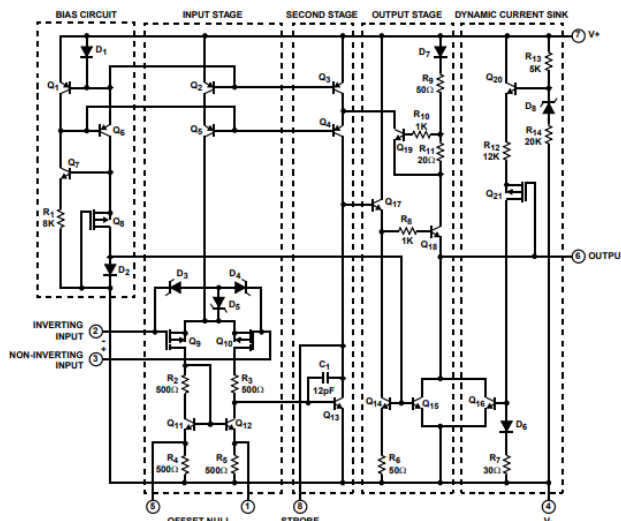 BIAS CIRCUIT
INPUT STAGE
SECOND STAGE
OUTPUT STAGE
DYNAMIC CURRENT SINK
7 V+
D1
D7
R13
5K
Q1
Q2
Q3
Q20
R9
50Ω
D8
Q6
Q5
Q4
R10
1K
Q19
R11
20Ω
R14
20K
R12
12K
Q7
Q17
Q21
R1
8K
Q8
R8
1K
Q18
6 OUTPUT
D2
D3
D4
D5
INVERTING
INPUT
2
-
+
NON-INVERTING
INPUT
3
Q9
Q10
R2
500Ω
R3
500Ω
C1
12pF
Q11
Q12
Q13
Q14
Q15
Q16
D6
R4
500Ω
R5
500Ω
R6
50Ω
R7
30Ω
5
1
8
4
OFFSET NULL
STROBE